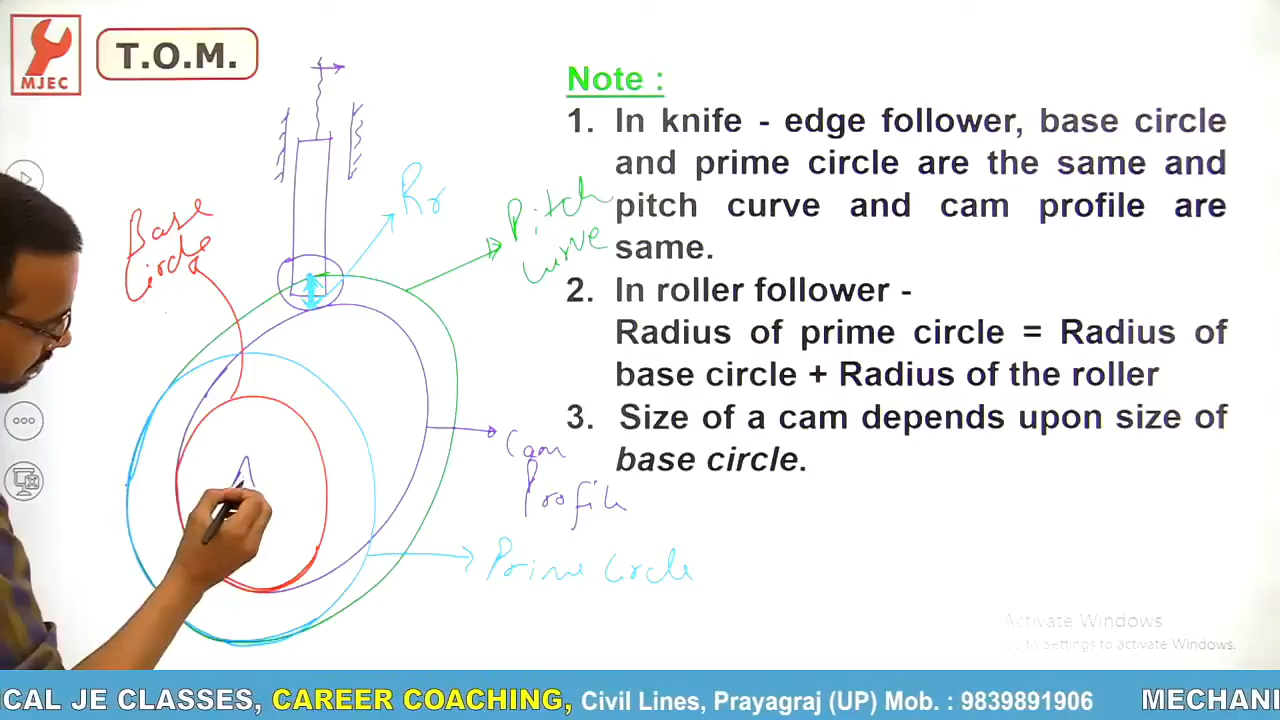 MJEC
T.O.M.
Note :
1. In knife - edge follower, base circle
and prime circle are the same and
pitch curve and cam profile are
same.
2. In roller follower -
Radius of prime circle = Radius of
base circle + Radius of the roller
3. Size of a cam depends upon size of
base circle.
Base
Circle
Rr
Pitch
Curve
Cam
Profile
Prime Circle
Activate Windows
Go to Settings to activate Windows.
ICAL JE CLASSES, CAREER COACHING, Civil Lines, Prayagraj (UP) Mob. : 9839891906 MECHANI